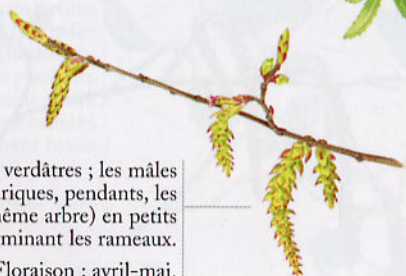 verdâtres ; les mâles
riques, pendants, les
ême arbre) en petits
minant les rameaux.
Floraison : avril-mai.